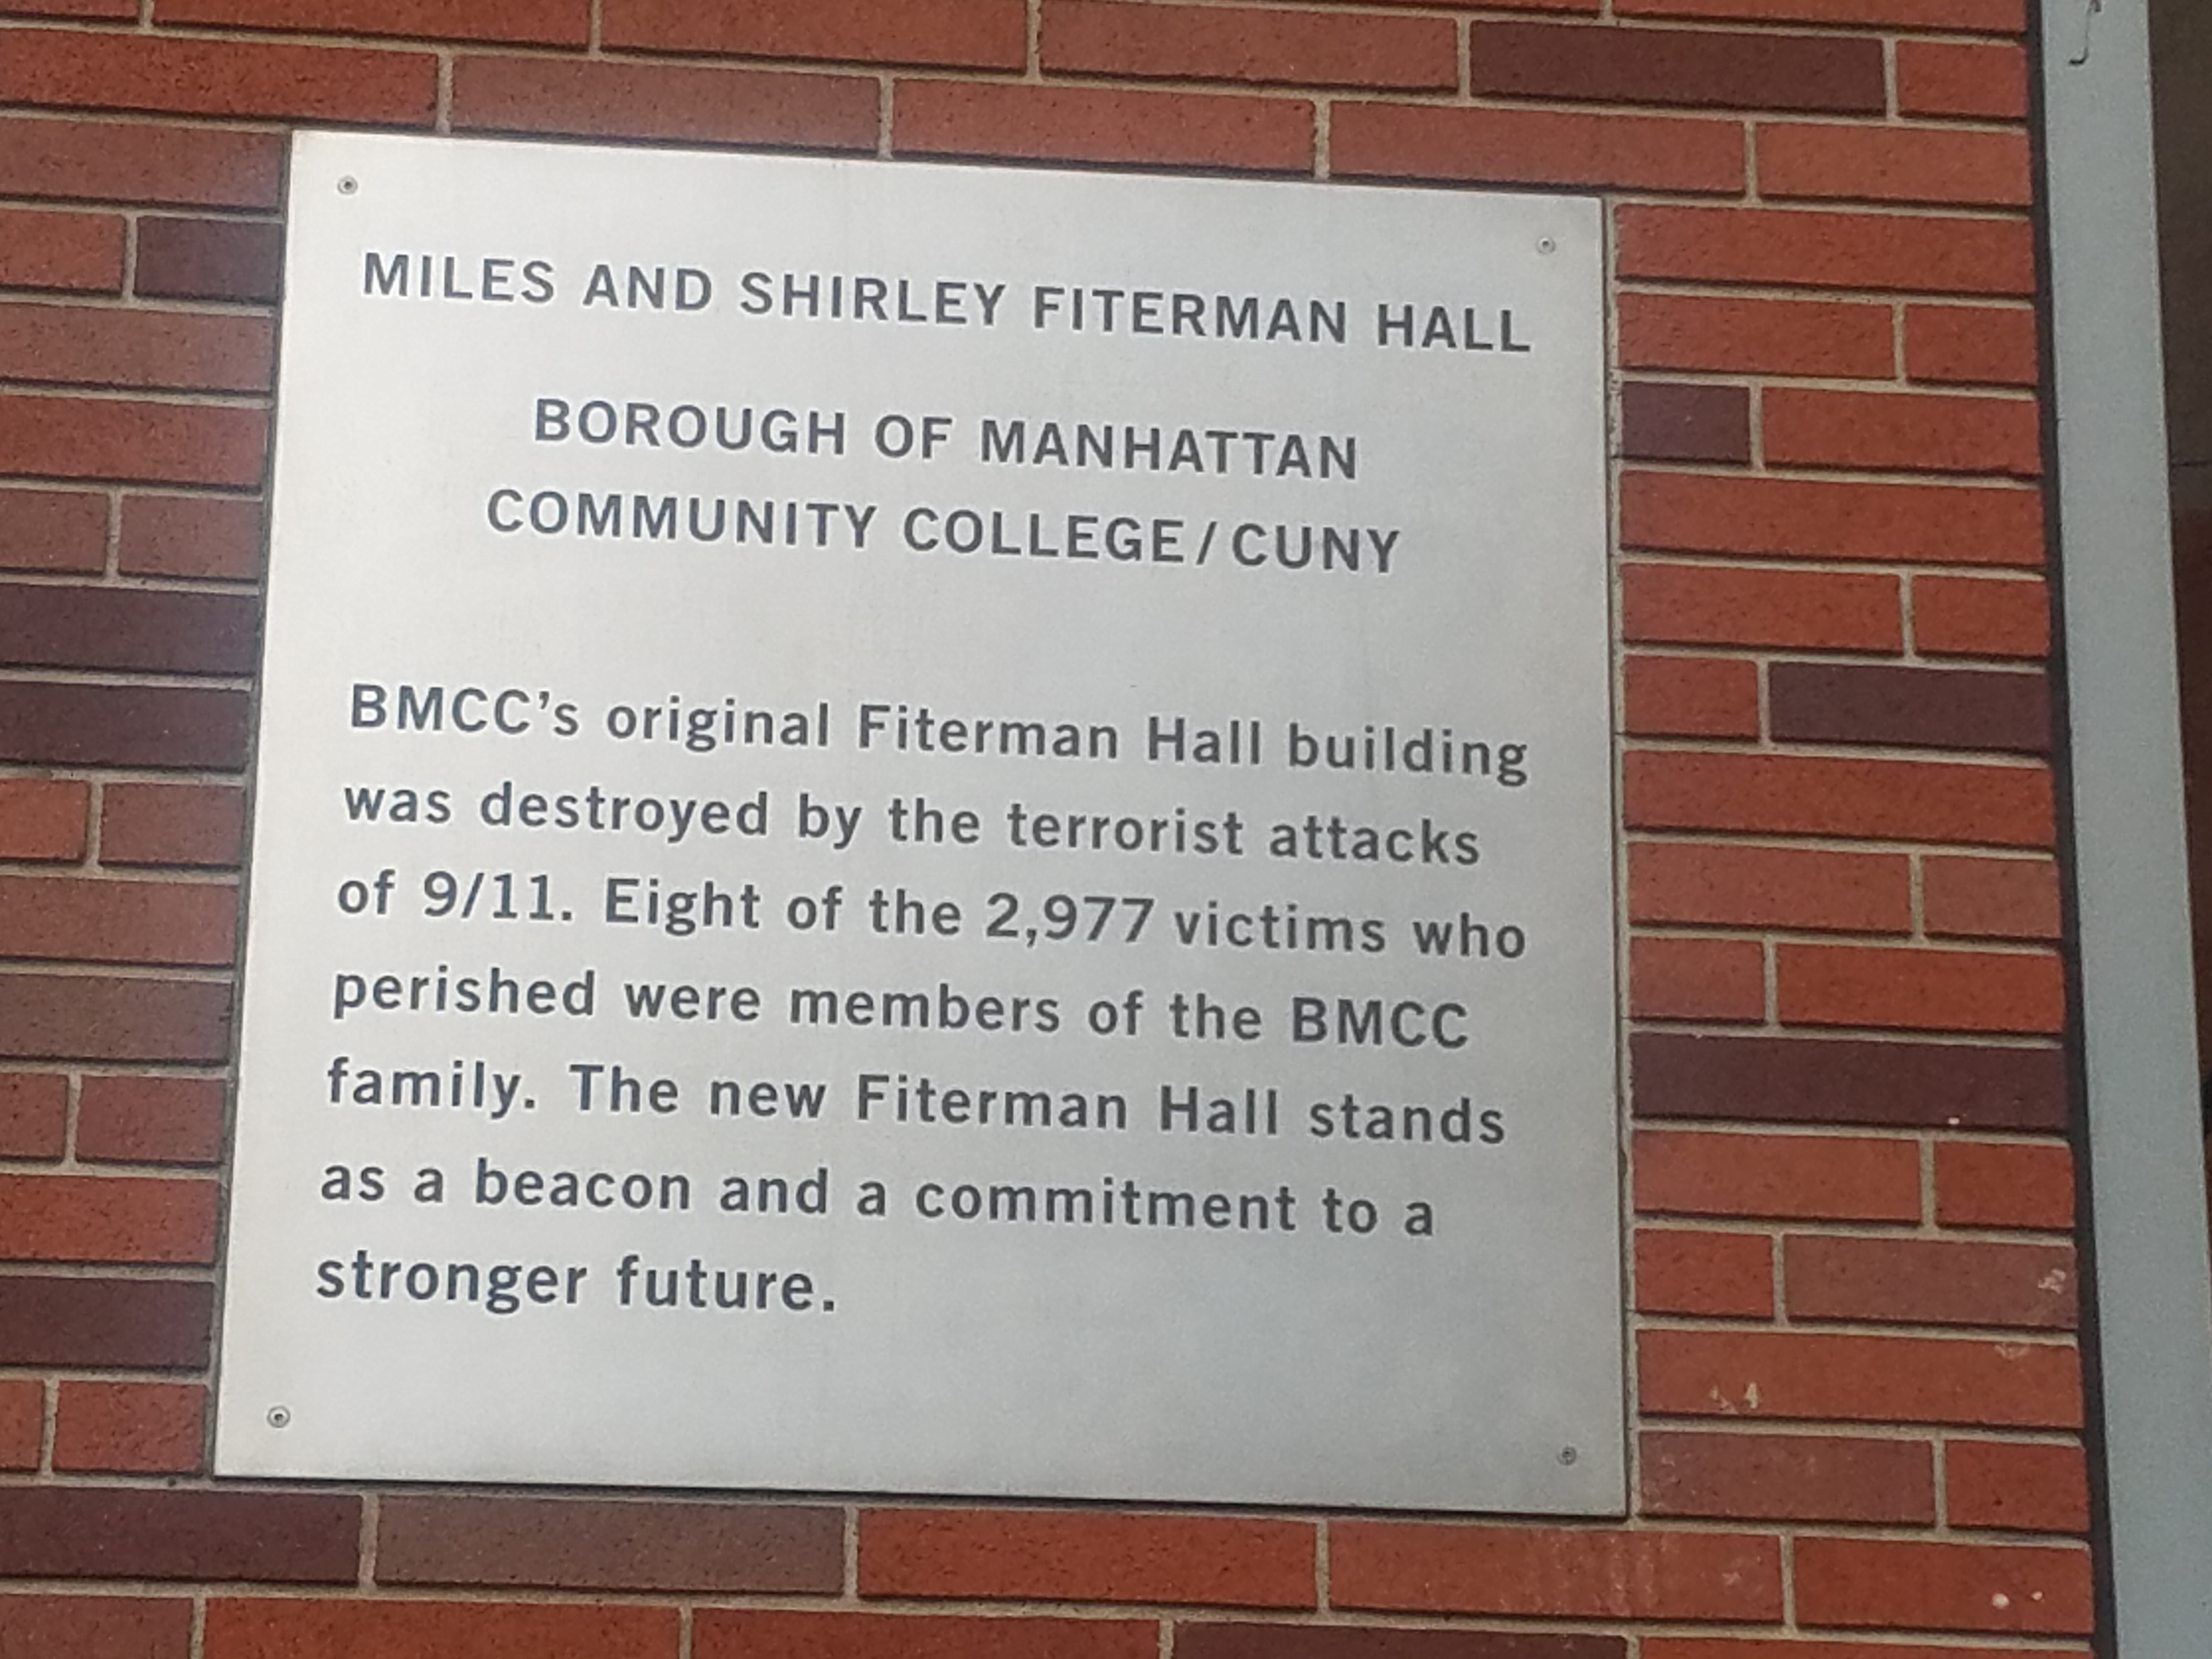 MILES AND SHIRLEY FITERMAN HALL
BOROUGH OF MANHATTAN
COMMUNITY COLLEGE/CUNY
BMCC's original Fiterman Hall building
was destroyed by the terrorist attacks
of 9/11. Eight of the 2,977 victims who
perished were members of the BMCC
family. The new Fiterman Hall stands
as a beacon and a commitment to a
stronger future.